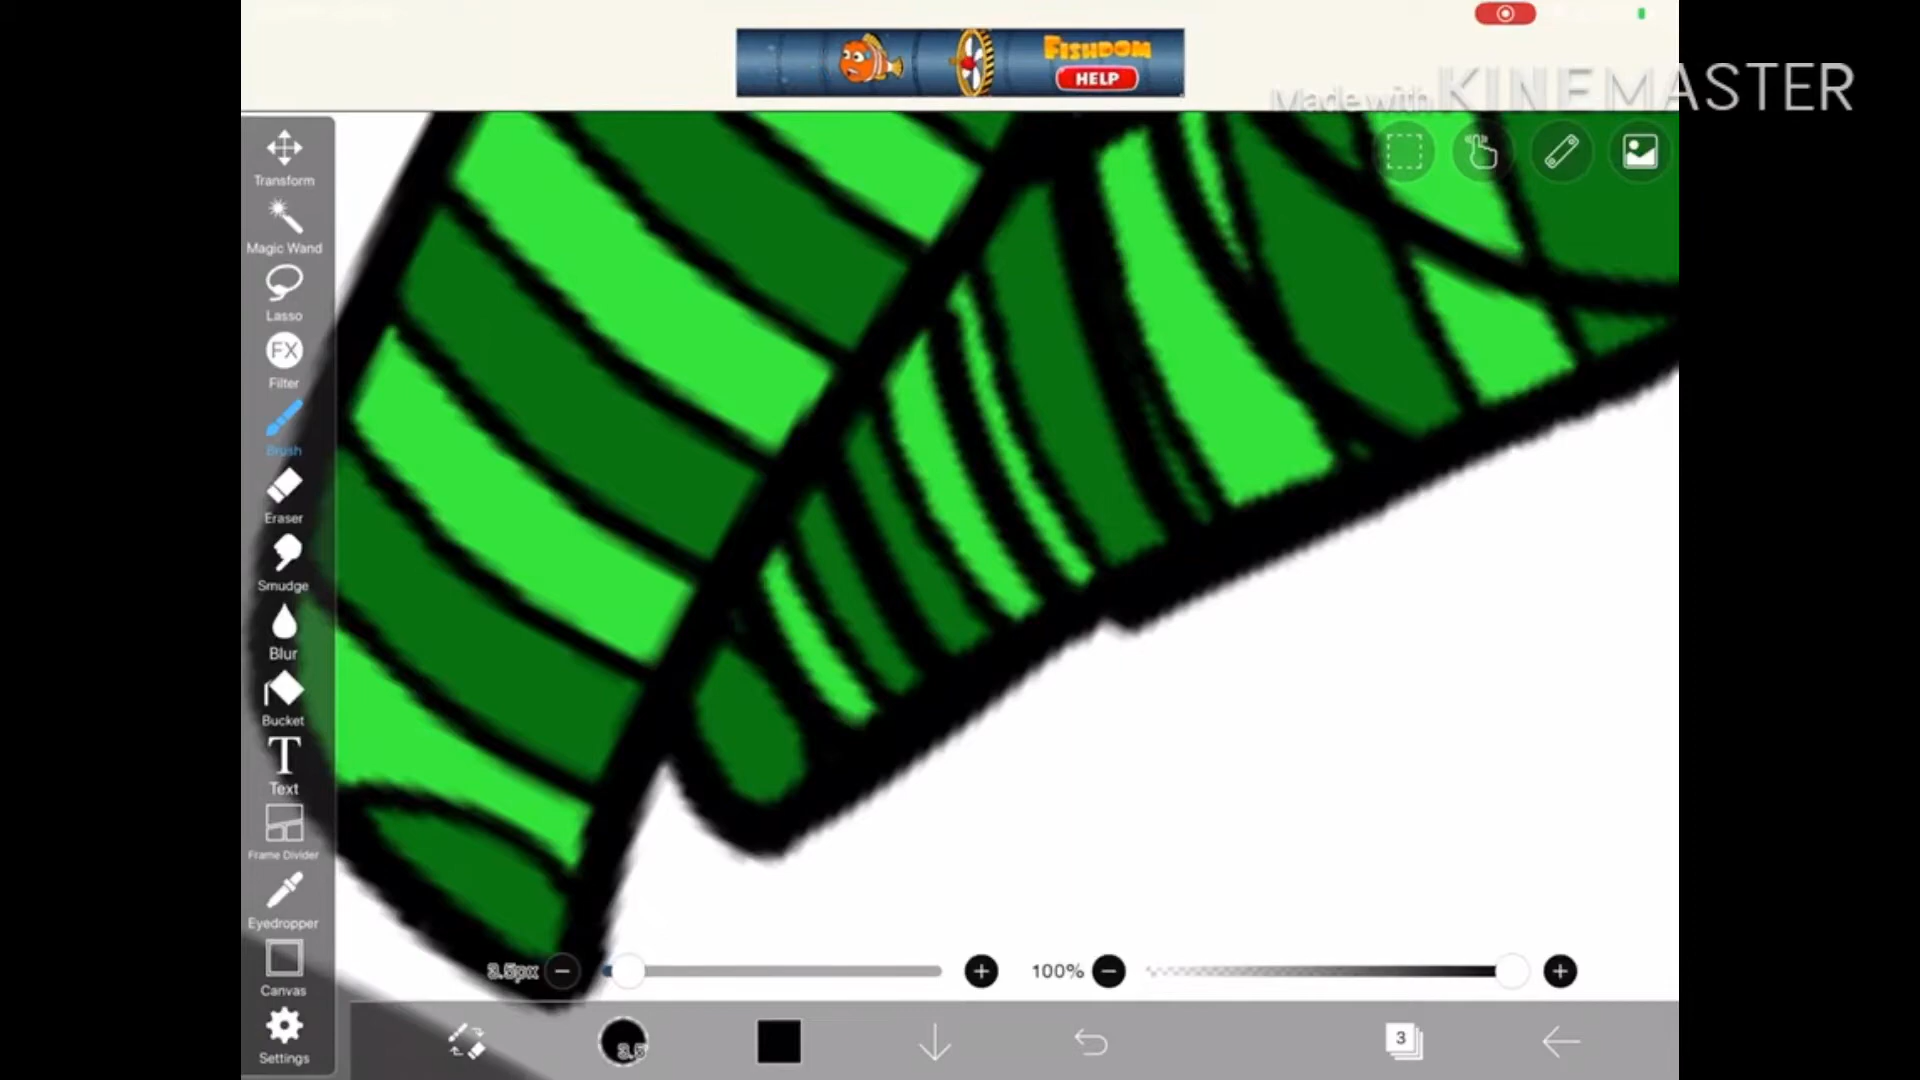 FISHDOM
HELP
Made with KINEMASTER
Transform
Magic Wand
Lasso
FX
Filter
Brush
Eraser
Smudge
Blur
Bucket
T
Text
Frame Divider
Eyedropper
Canvas
Settings
3.5px
100%
3.5
3